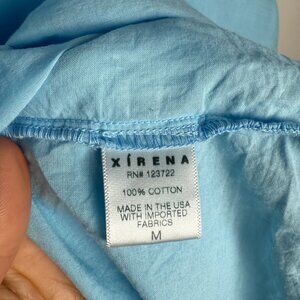 XíRENA
RN# 123722
100% COTTON
MADE IN THE USA
WITH IMPORTED
FABRICS
M